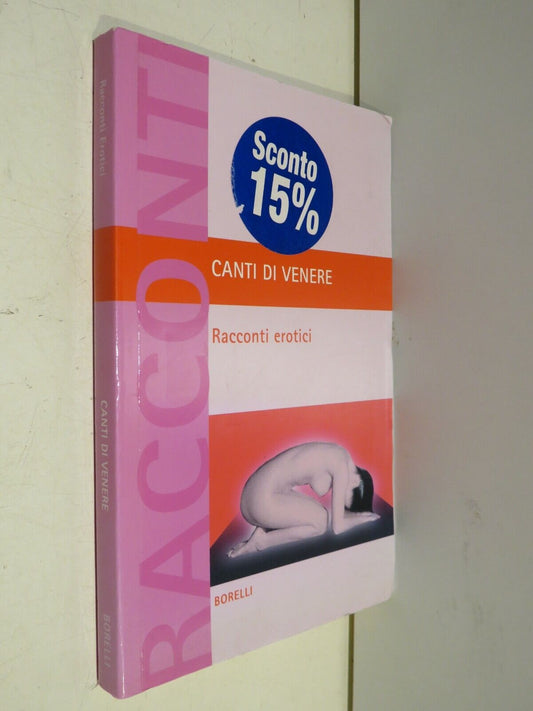 Racconti Erotici
CANTI DI VENERE
BORELLI
RACCONTI
Sconto
15%
CANTI DI VENERE
Racconti erotici
BORELLI